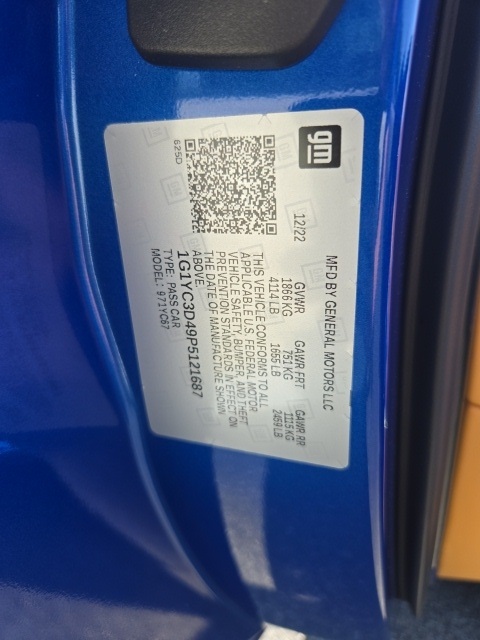 gm
MFD BY GENERAL MOTORS LLC
12/22
GVWR GAWR FRT GAWR RR
1866 KG 751 KG 1115 KG
4114 LB 1655 LB 2459 LB
THIS VEHICLE CONFORMS TO ALL
APPLICABLE U.S. FEDERAL MOTOR
VEHICLE SAFETY, BUMPER, AND THEFT
PREVENTION STANDARDS IN EFFECT ON
THE DATE OF MANUFACTURE SHOWN
ABOVE.
1G1YC3D49P5121687
TYPE: PASS CAR
MODEL: 971YC67
625D